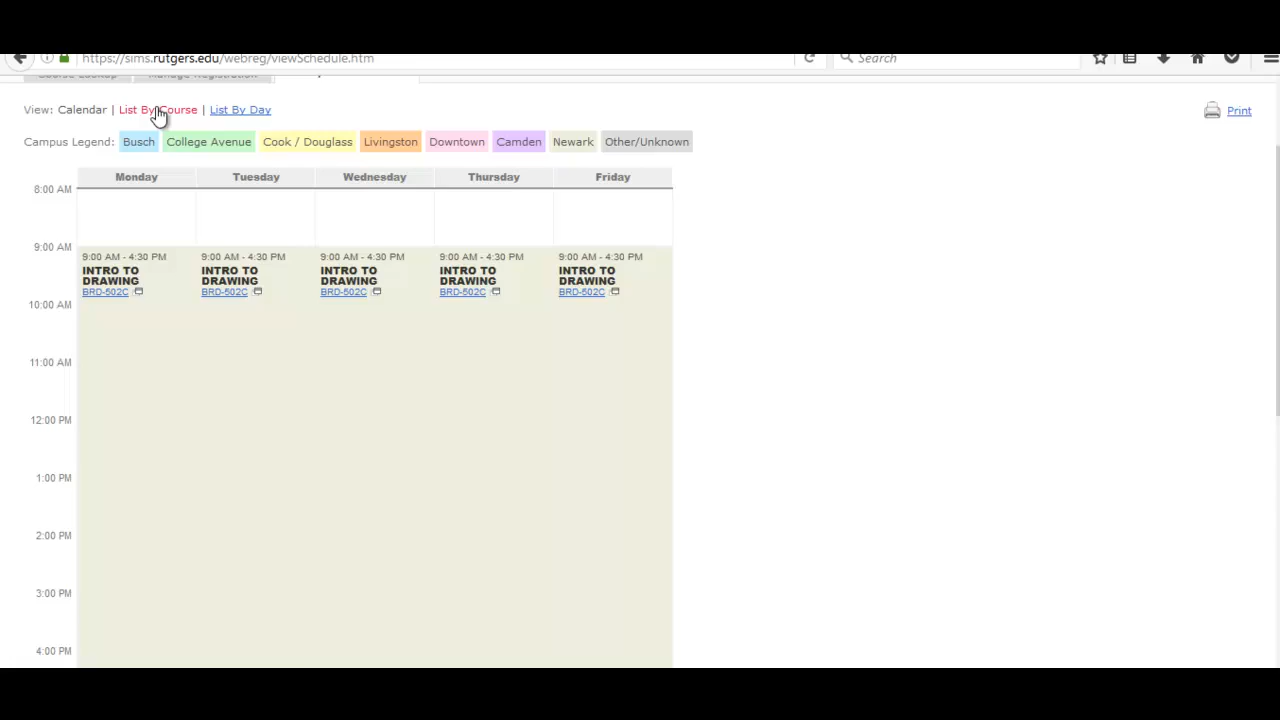 https://sims.rutgers.edu/webreg/viewSchedule.htm
Search
Course Lookup Manage Registration
View: Calendar | List By Course | List By Day
Print
Campus Legend: Busch College Avenue Cook / Douglass Livingston Downtown Camden Newark Other/Unknown
Monday Tuesday Wednesday Thursday Friday
8:00 AM
9:00 AM
9:00 AM - 4:30 PM 9:00 AM - 4:30 PM 9:00 AM - 4:30 PM 9:00 AM - 4:30 PM 9:00 AM - 4:30 PM
INTRO TO INTRO TO INTRO TO INTRO TO INTRO TO
DRAWING DRAWING DRAWING DRAWING DRAWING
BRD-502C BRD-502C BRD-502C BRD-502C BRD-502C
10:00 AM
11:00 AM
12:00 PM
1:00 PM
2:00 PM
3:00 PM
4:00 PM